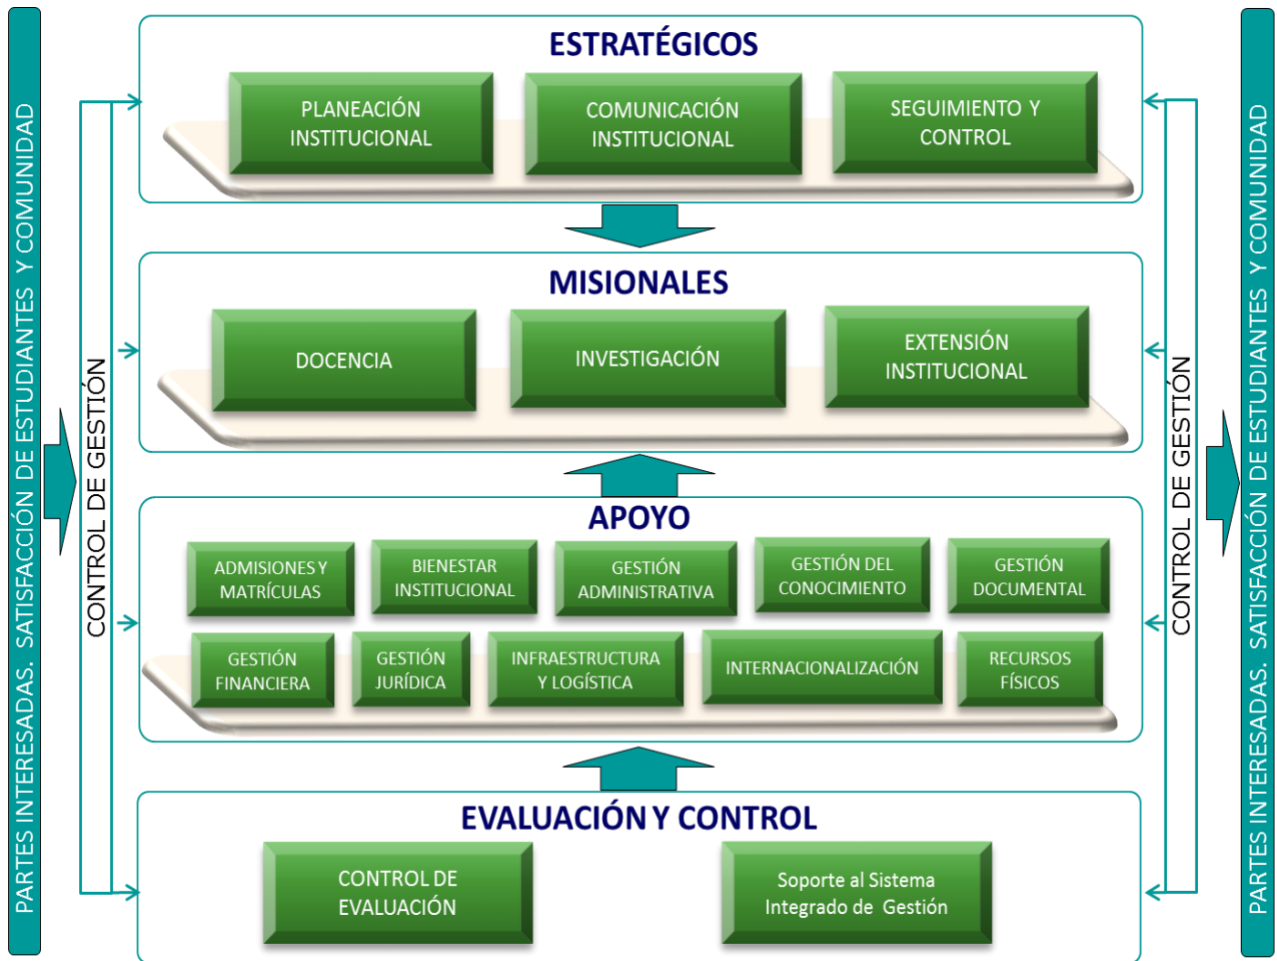 PARTES INTERESADAS.  SATISFACCIÓN DE ESTUDIANTES  Y COMUNIDAD
CONTROL DE GESTIÓN
ESTRATÉGICOS
PLANEACIÓN
INSTITUCIONAL
COMUNICACIÓN
INSTITUCIONAL
SEGUIMIENTO Y
CONTROL
MISIONALES
DOCENCIA
INVESTIGACIÓN
EXTENSIÓN
INSTITUCIONAL
APOYO
ADMISIONES Y
MATRÍCULAS
BIENESTAR
INSTITUCIONAL
GESTIÓN
ADMINISTRATIVA
GESTIÓN DEL
CONOCIMIENTO
GESTIÓN
DOCUMENTAL
GESTIÓN
FINANCIERA
GESTIÓN
JURÍDICA
INFRAESTRUCTURA
Y LOGÍSTICA
INTERNACIONALIZACIÓN
RECURSOS
FÍSICOS
EVALUACIÓN Y CONTROL
CONTROL DE
EVALUACIÓN
Soporte al Sistema
Integrado de  Gestión
CONTROL DE GESTIÓN
PARTES INTERESADAS.  SATISFACCIÓN DE ESTUDIANTES  Y COMUNIDAD